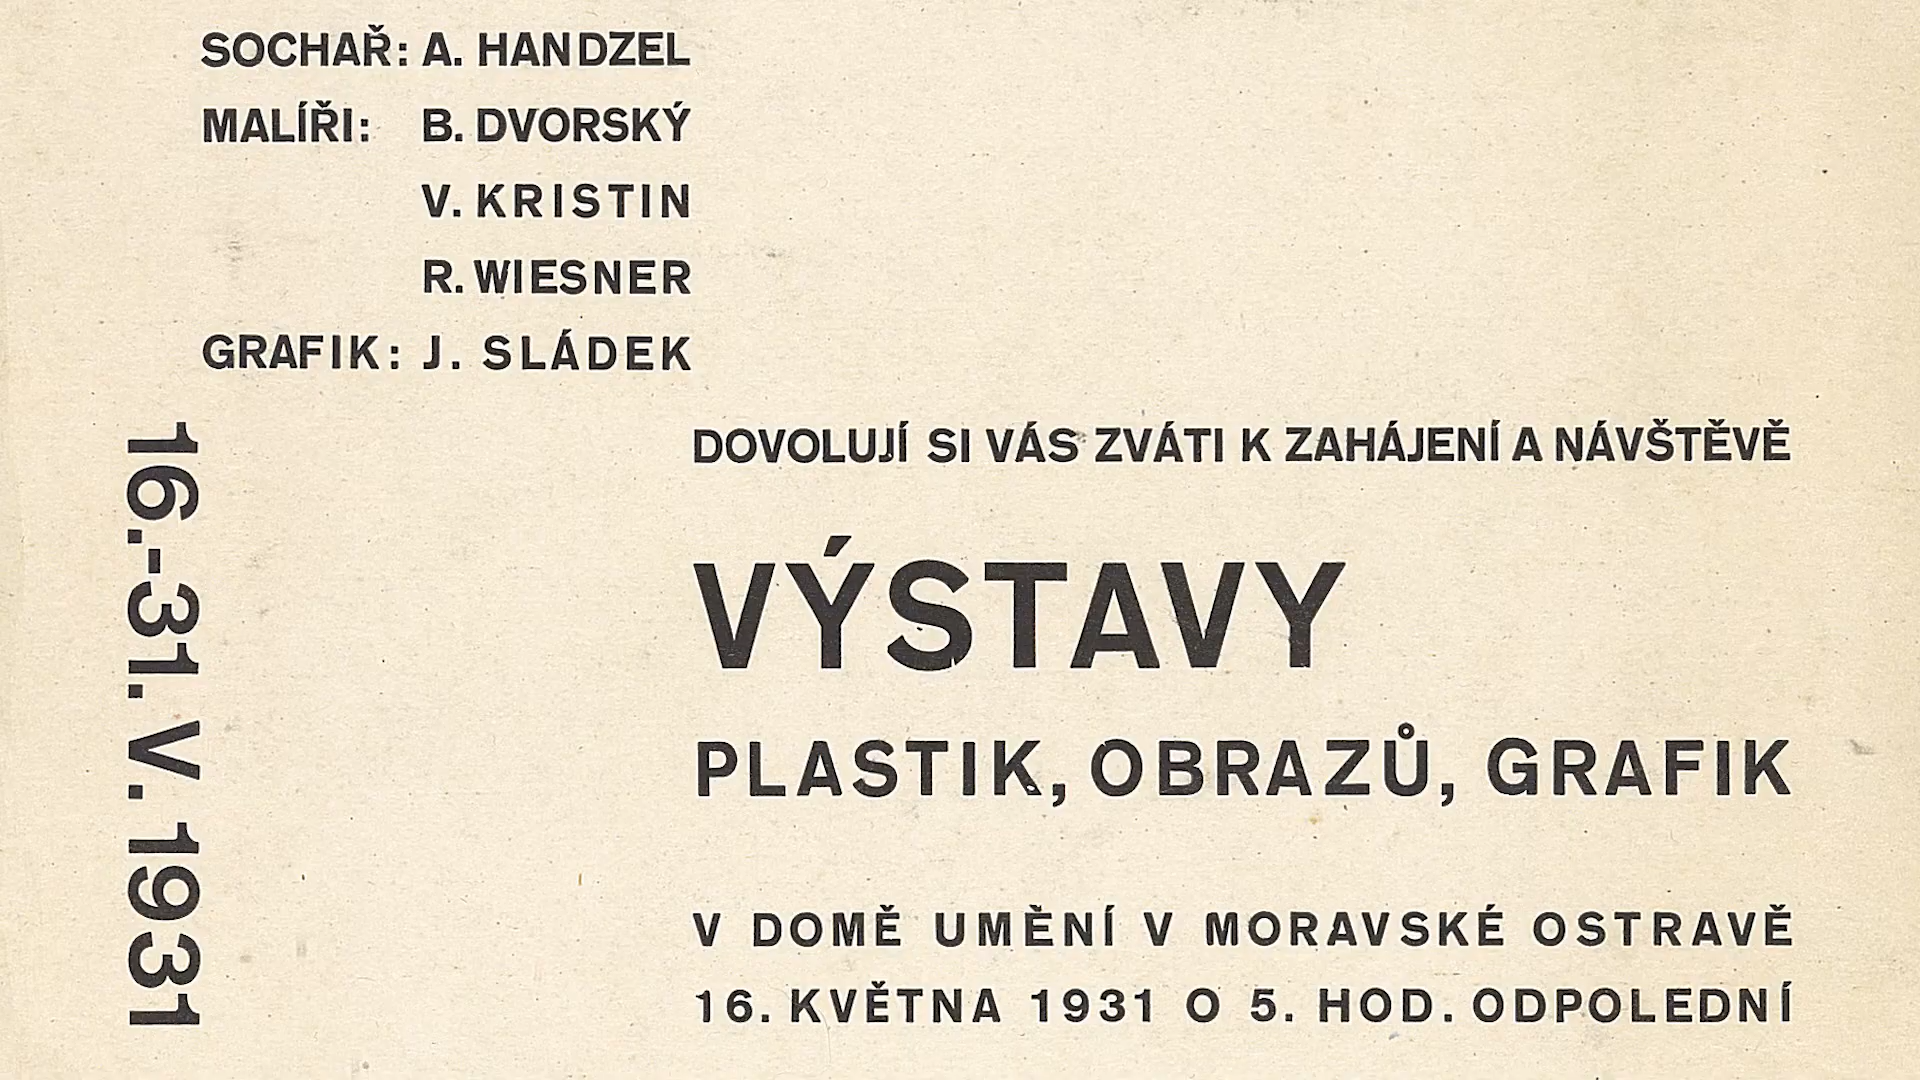 SOCHAŘ: A. HANDZEL
MALÍŘI: B. DVORSKÝ
V. KRISTIN
R. WIESNER
GRAFIK: J. SLÁDEK
16.-31. V. 1931
DOVOLUJÍ SI VÁS ZVÁTI K ZAHÁJENÍ A NÁVŠTĚVĚ
VÝSTAVY
PLASTIK, OBRAZŮ, GRAFIK
V DOMĚ UMĚNÍ V MORAVSKÉ OSTRAVĚ
16. KVĚTNA 1931 O 5. HOD. ODPOLEDNÍ